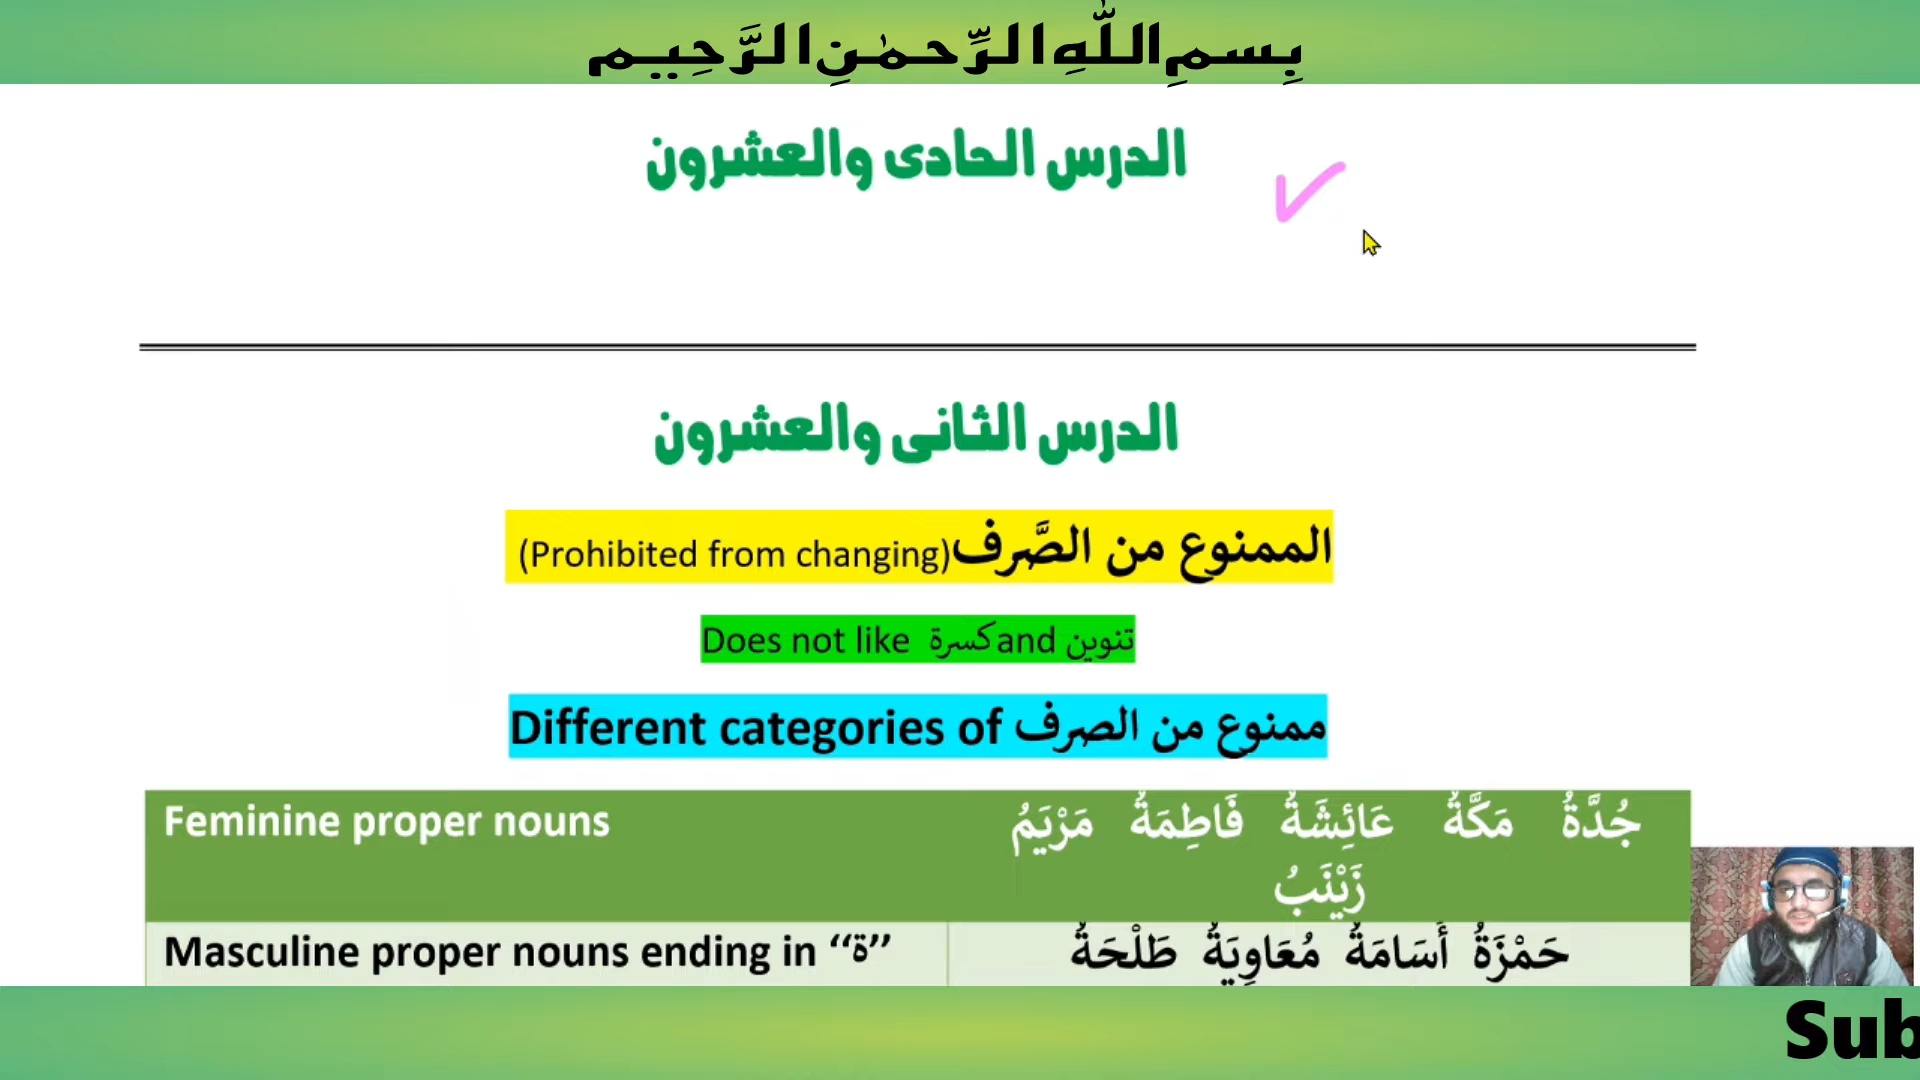 بِسمِ اللّٰهِ الرَّحمٰنِ الرَّحِيم
الدرس الحادى والعشرون
الدرس الثانى والعشرون
الممنوع من الصَّرف(Prohibited from changing)
Does not like كسرة and تنوين
Different categories of ممنوع من الصرف
Feminine proper nouns
جُدَّةُ مَكَّةُ عَائِشَةُ فَاطِمَةُ مَرْيَمُ
زَيْنَبُ
Masculine proper nouns ending in “ة”
حَمْزَةُ أَسَامَةُ مُعَاوِيَةُ طَلْحَةُ
Sub